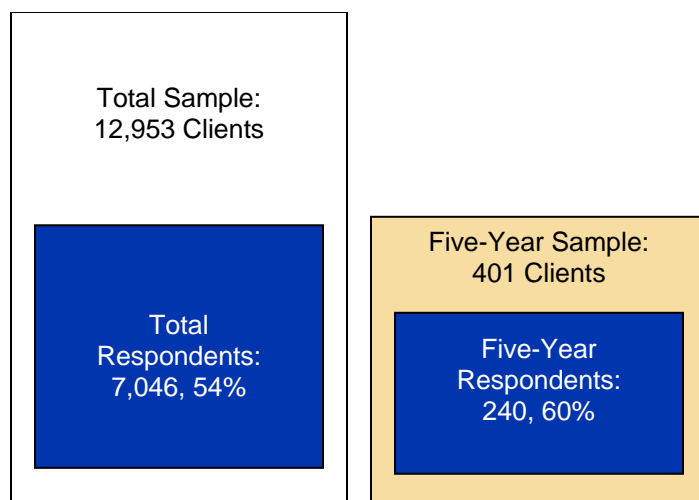 Total Sample:
12,953 Clients
Total
Respondents:
7,046, 54%
Five-Year Sample:
401 Clients
Five-Year
Respondents:
240, 60%